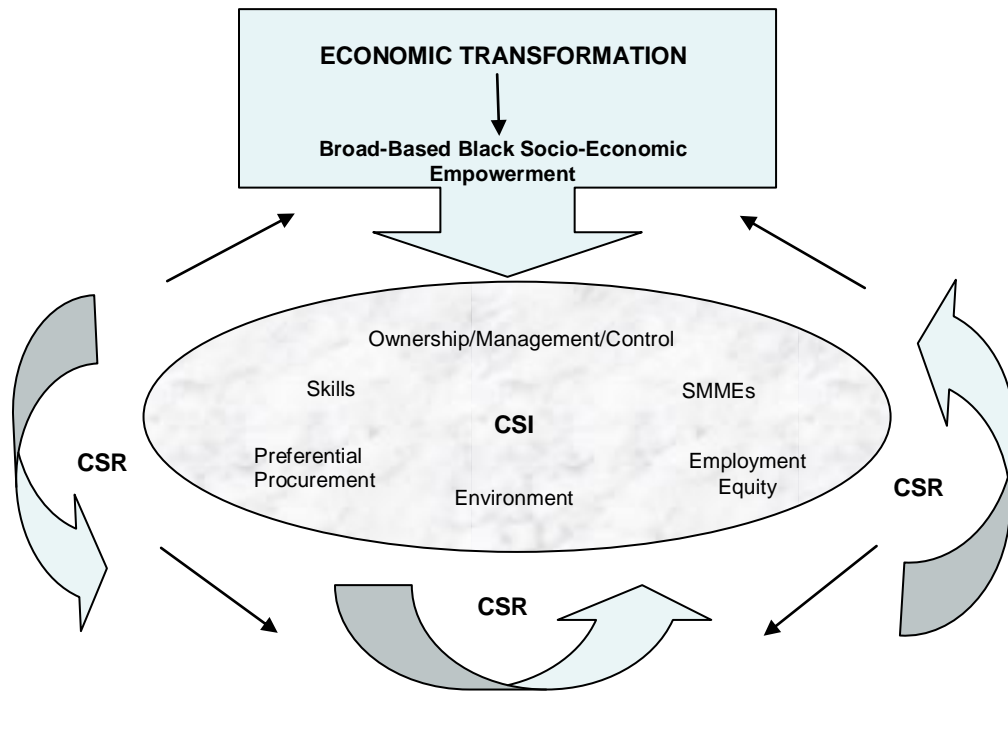 ECONOMIC TRANSFORMATION
Broad-Based Black Socio-Economic
Empowerment
Ownership/Management/Control
Skills
SMMEs
CSI
Preferential
Procurement
Employment
Equity
Environment
CSR
CSR
CSR